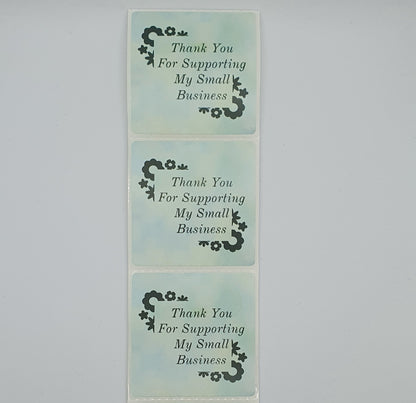 Thank You
For Supporting
My Small
Business
Thank You
For Supporting
My Small
Business
Thank You
For Supporting
My Small
Business